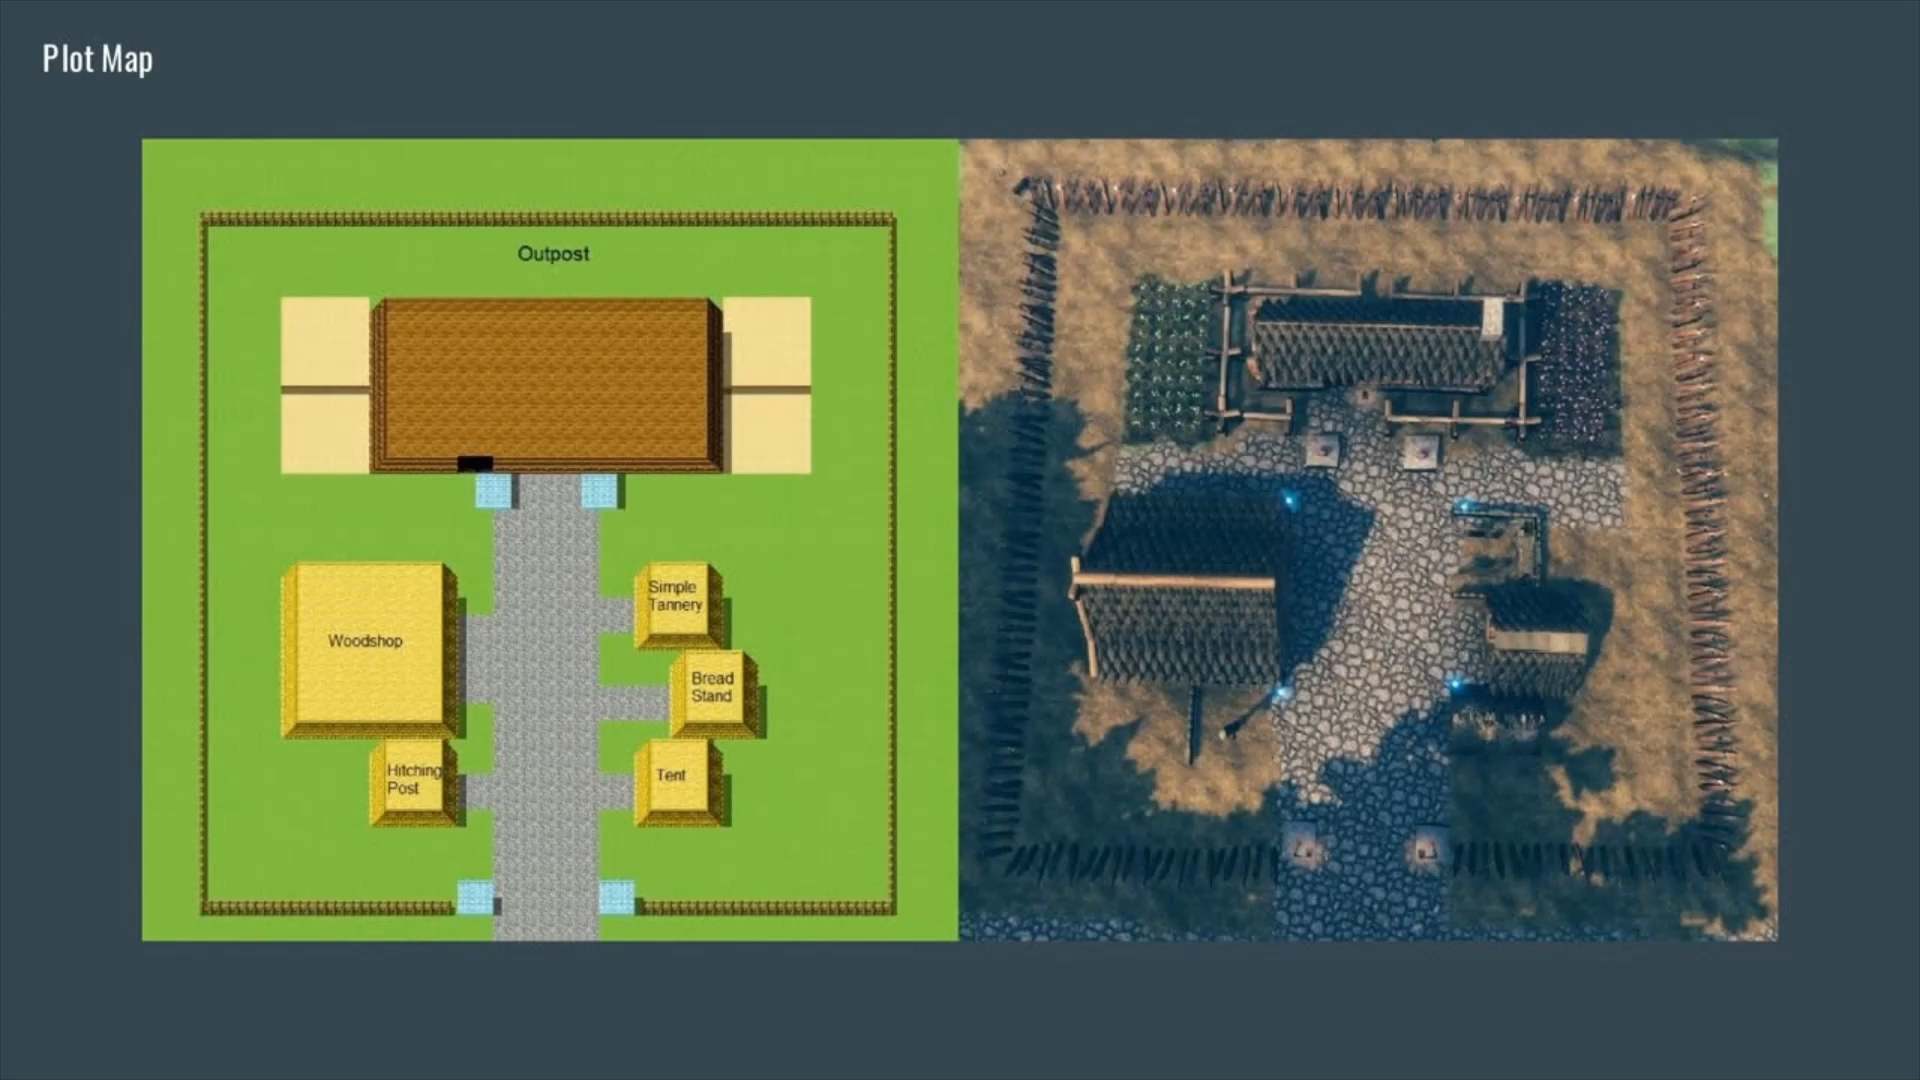 Plot Map
Outpost
Simple
Tannery
Woodshop
Bread
Stand
Hitching
Post
Tent